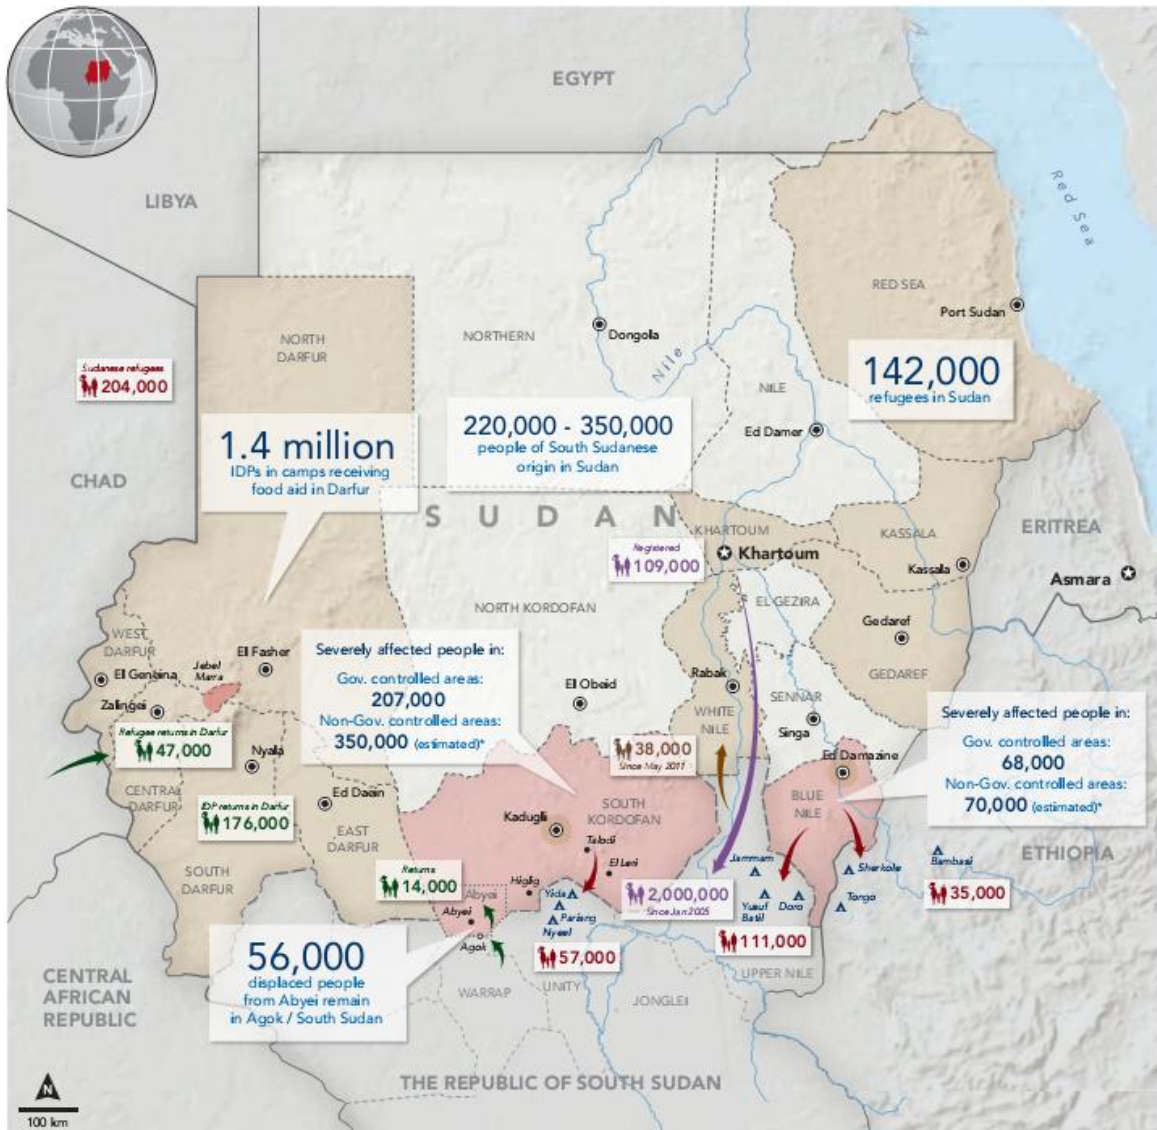 EGYPT
LIBYA
Red Sea
RED SEA
Port Sudan
NORTH
DARFUR
NORTHERN
Dongolla
Nile
NILE
Ed Damer
142,000
refugees in Sudan
Sudanese refugees
204,000
1.4 million
IDPs in camps receiving
food aid in Darfur
220,000 - 350,000
people of South Sudanese
origin in Sudan
CHAD
SUDAN
KHARTOUM
Khartoum
Registered
109,000
KASSALA
Kassalla
ERITREA
Asmara
EL GEZIRA
NORTH KORDOFAN
Gedaref
GEDAREF
WEST
DARFUR
El Geneina
Jebel
Marra
El Fasher
Zalingei
Severely affected people in:
Gov. controlled areas:
207,000
Non-Gov. controlled areas:
350,000 (estimated)*
El Obeid
Rabak
WHITE
NILE
SENNAR
Singa
Severely affected people in:
Gov. controlled areas:
68,000
Non-Gov. controlled areas:
70,000 (estimated)*
Refugee returns in Darfur
47,000
Nyalla
38,000
Since May 2011
Ed Damazine
BLUE
NILE
CENTRAL
DARFUR
IDP returns in Darfur
176,000
Ed Daein
EAST
DARFUR
SOUTH
KORDOFAN
Kaduglli
Talodi
El Leri
SOUTH
DARFUR
Returns
14,000
Abyei
Abyei
Higlig
Agok
Yida
Pariang
Nyeel
57,000
2,000,000
Since Jan 2005
Jammam
Yusuf
Batil
Doro
111,000
Sherkole
Tongo
Bambasi
35,000
ETHIOPIA
56,000
displaced people
from Abyei remain
in Agok / South Sudan
CENTRAL
AFRICAN
REPUBLIC
WARRAP
UNITY
JONGLEI
UPPER NILE
THE REPUBLIC OF SOUTH SUDAN
N
100 km